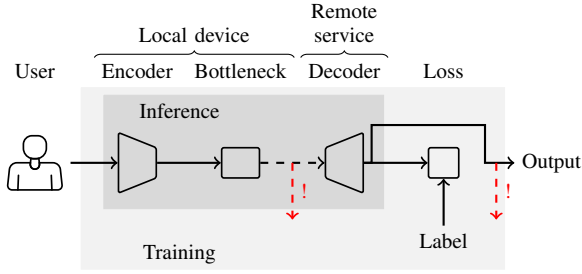 Remote
Local device service
User Encoder Bottleneck Decoder Loss
Inference
! ! Output
Label
Training